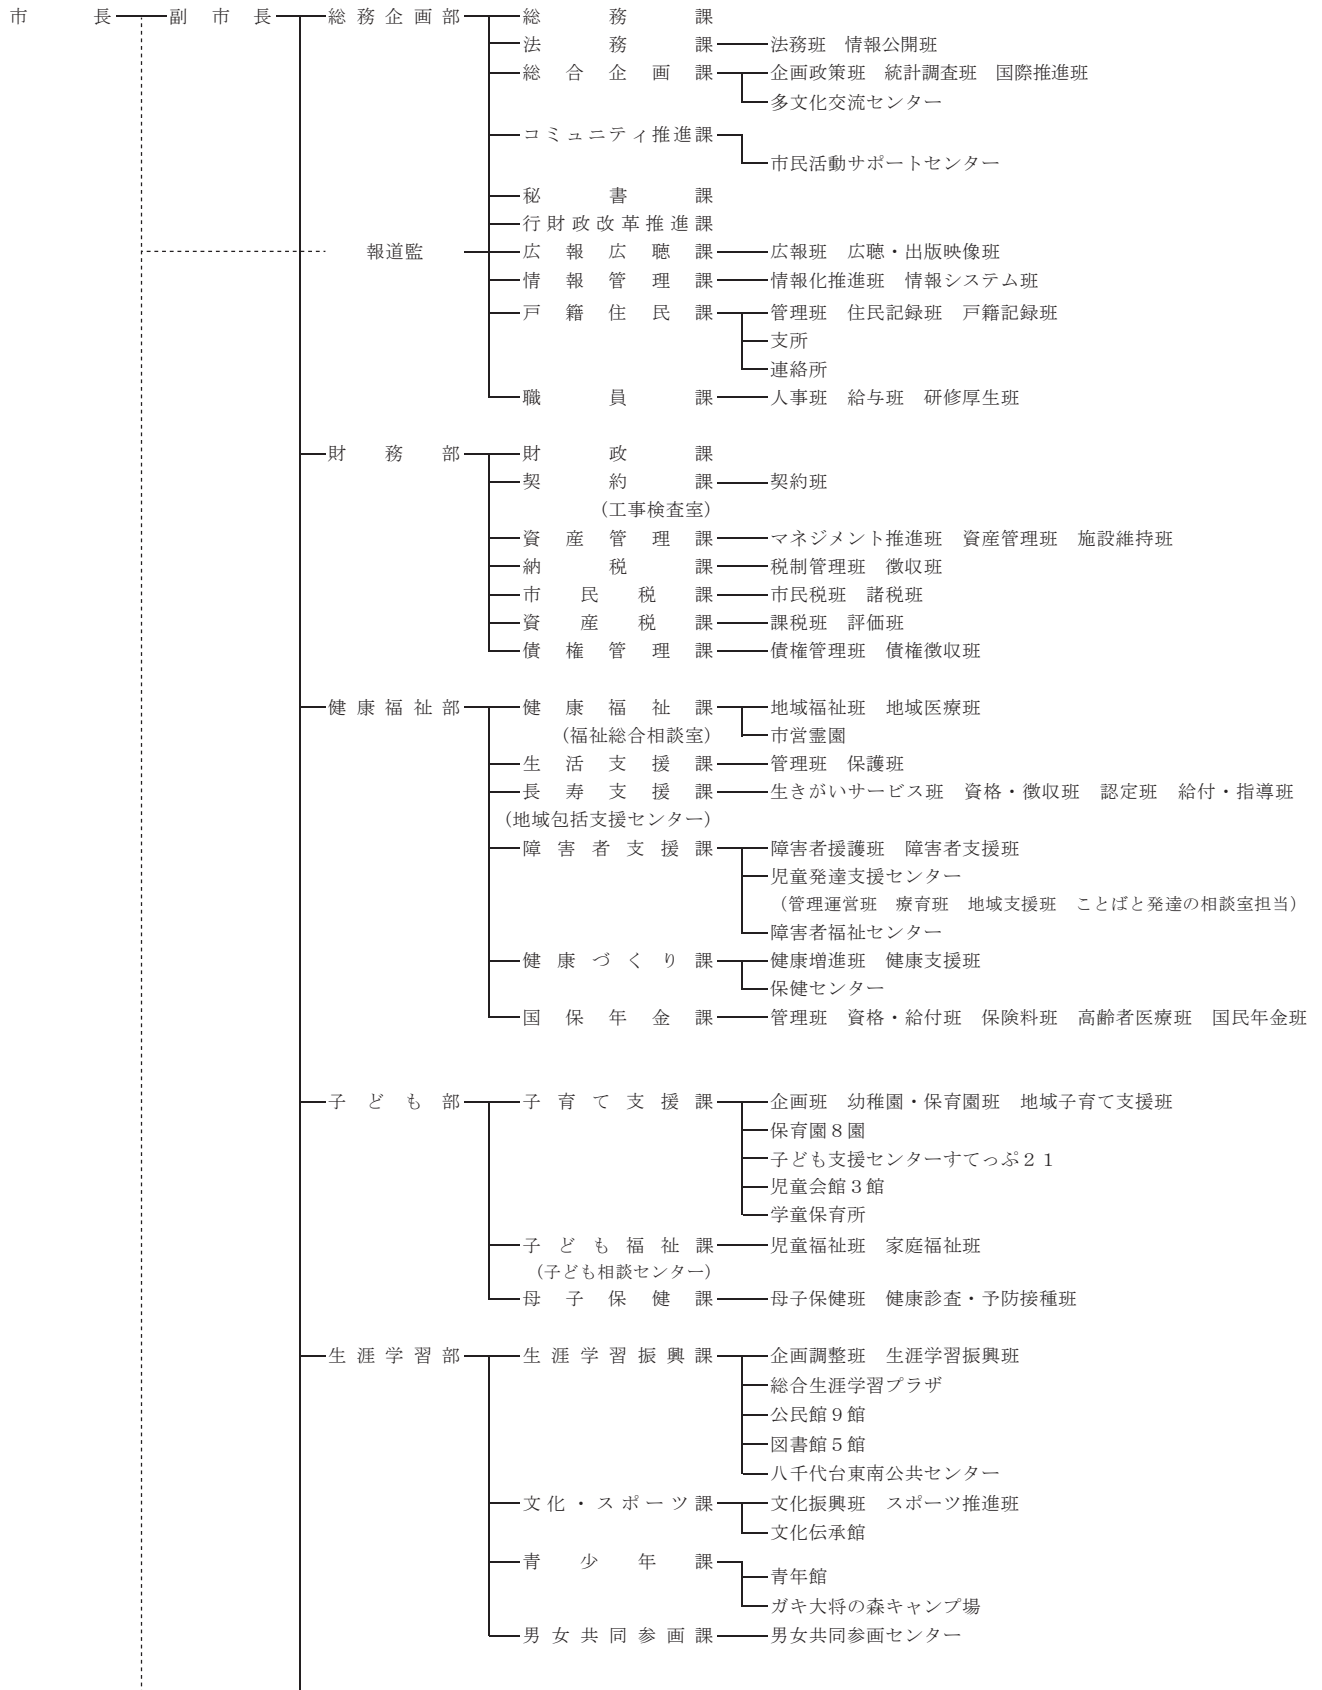 市長 副市長 総務企画部 総務課
法務課 法務班 情報公開班
総合企画課 企画政策班 統計調査班 国際推進班
多文化交流センター
コミュニティ推進課
市民活動サポートセンター
秘書課
行財政改革推進課
報道監 広報広聴課 広報班 広聴・出版映像班
情報管理課 情報化推進班 情報システム班
戸籍住民課 管理班 住民記録班 戸籍記録班
支所
連絡所
職員課 人事班 給与班 研修厚生班
財務部 財政課
契約課 契約班
（工事検査室）
資産管理課 マネジメント推進班 資産管理班 施設維持班
納税課 税制管理班 徴収班
市民税課 市民税班 諸税班
資産税課 課税班 評価班
債権管理課 債権管理班 債権徴収班
健康福祉部 健康福祉課 地域福祉班 地域医療班
（福祉総合相談室） 市営霊園
生活支援課 管理班 保護班
長寿支援課 生きがいサービス班 資格・徴収班 認定班 給付・指導班
（地域包括支援センター）
障害者支援課 障害者援護班 障害者支援班
児童発達支援センター
（管理運営班 療育班 地域支援班 ことばと発達の相談室担当）
障害者福祉センター
健康づくり課 健康増進班 健康支援班
保健センター
国保年金課 管理班 資格・給付班 保険料班 高齢者医療班 国民年金班
子ども部 子育て支援課 企画班 幼稚園・保育園班 地域子育て支援班
保育園８園
子ども支援センターすてっぷ２１
児童会館３館
学童保育所
子ども福祉課 児童福祉班 家庭福祉班
（子ども相談センター）
母子保健課 母子保健班 健康診査・予防接種班
生涯学習部 生涯学習振興課 企画調整班 生涯学習振興班
総合生涯学習プラザ
公民館９館
図書館５館
八千代台東南公共センター
文化・スポーツ課 文化振興班 スポーツ推進班
文化伝承館
青少年課
青年館
ガキ大将の森キャンプ場
男女共同参画課 男女共同参画センター